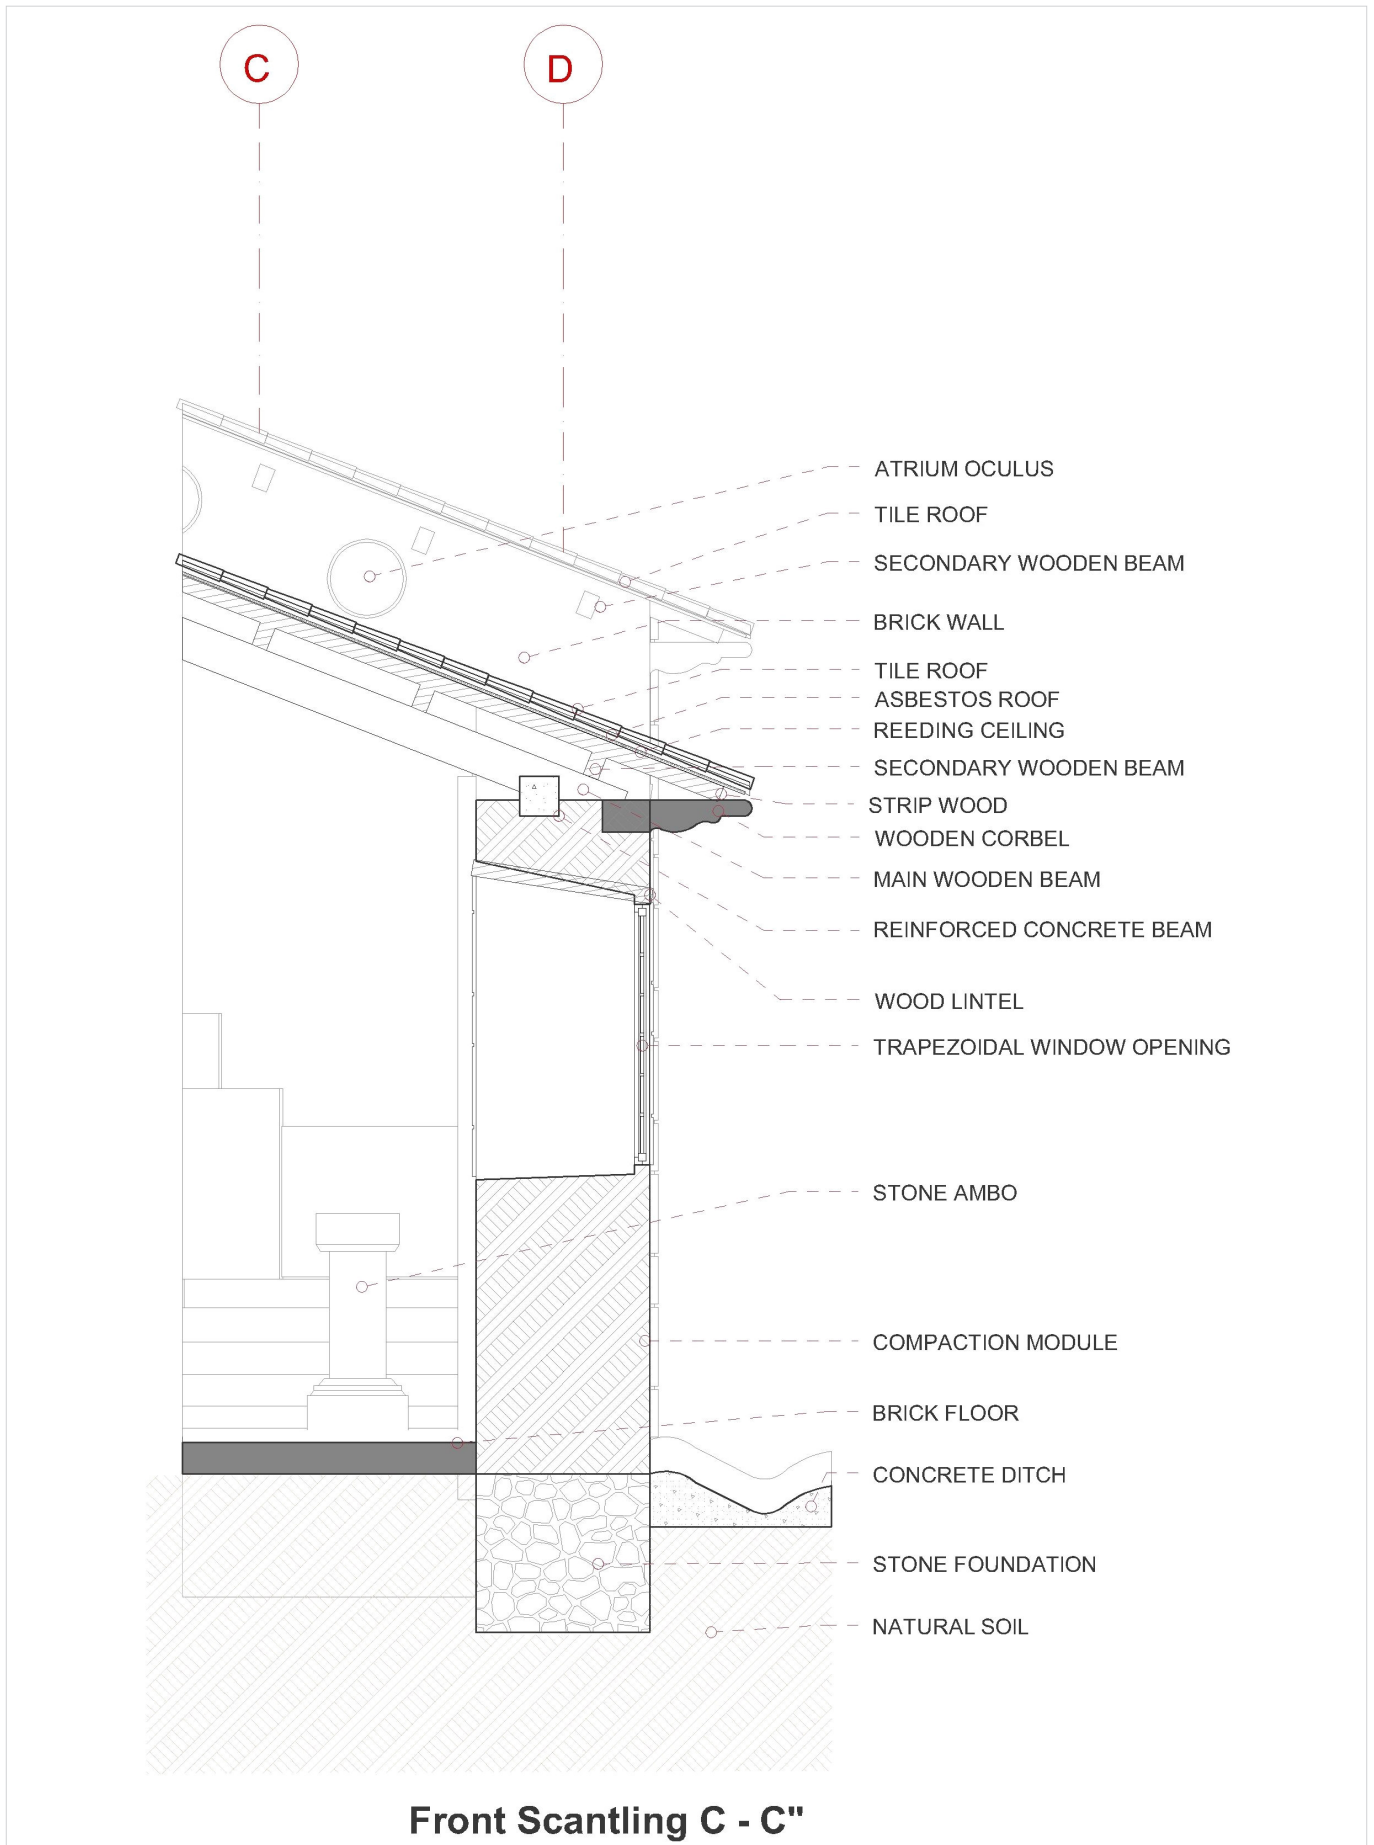 C
D
ATRIUM OCULUS
TILE ROOF
SECONDARY WOODEN BEAM
BRICK WALL
TILE ROOF
ASBESTOS ROOF
REEDING CEILING
SECONDARY WOODEN BEAM
STRIP WOOD
WOODEN CORBEL
MAIN WOODEN BEAM
REINFORCED CONCRETE BEAM
WOOD LINTEL
TRAPEZOIDAL WINDOW OPENING
STONE AMBO
COMPACTION MODULE
BRICK FLOOR
CONCRETE DITCH
STONE FOUNDATION
NATURAL SOIL
Front Scantling C - C"